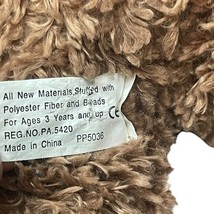 All New Materials, Stuffed with
Polyester Fiber and Beads
For Ages 3 Years and up
REG.NO.PA.5420
Made in China PP5036